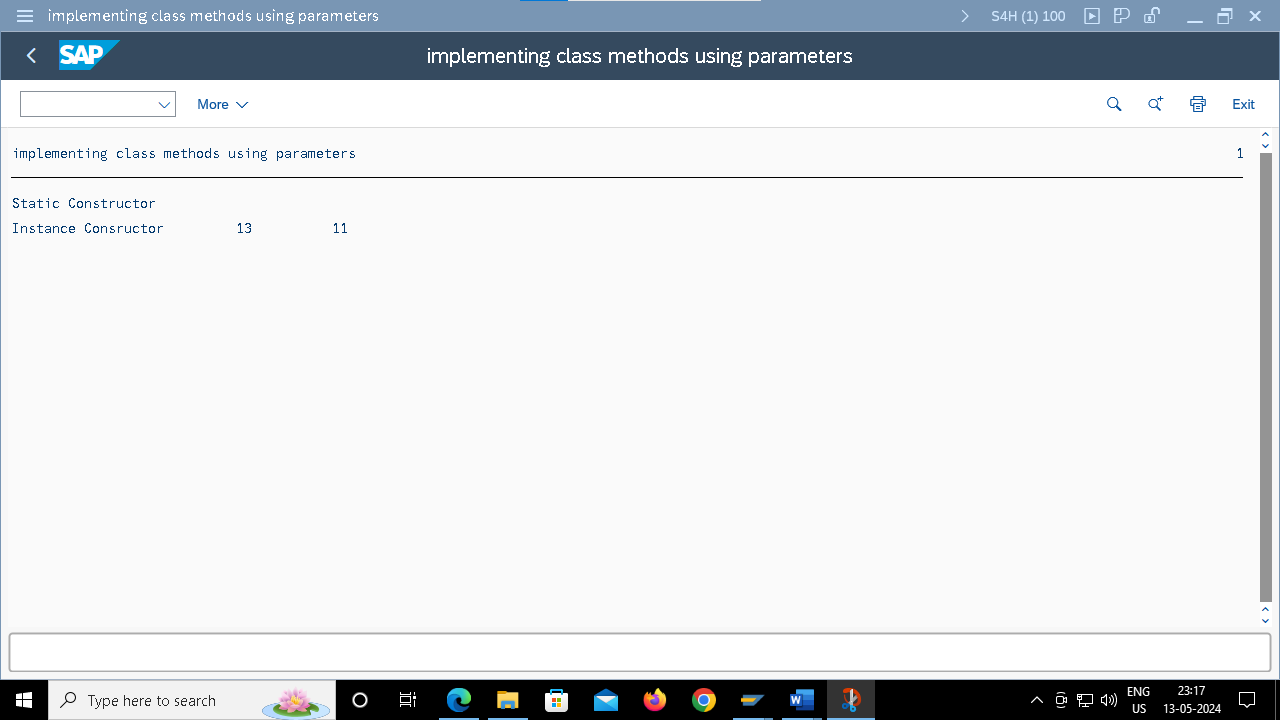 implementing class methods using parameters
S4H (1) 100
SAP
implementing class methods using parameters
More
Exit
implementing class methods using parameters 1
Static Constructor
Instance Consructor 13 11
Type here to search
ENG
US
23:17
13-05-2024